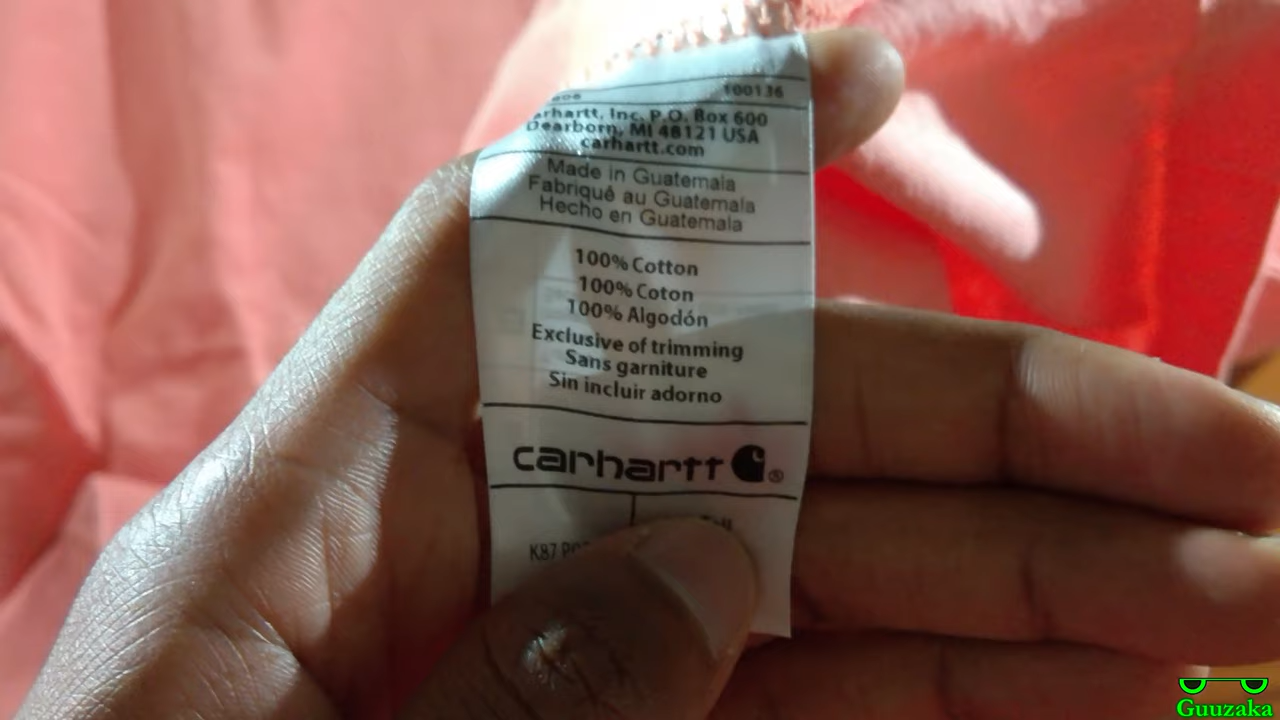 100136
Carhartt, Inc. P.O. Box 600
Dearborn, MI 48121 USA
carhartt.com
Made in Guatemala
Fabriqué au Guatemala
Hecho en Guatemala
100% Cotton
100% Coton
100% Algodón
Exclusive of trimming
Sans garniture
Sin incluir adorno
carhartt ®
K87
Guuzaka